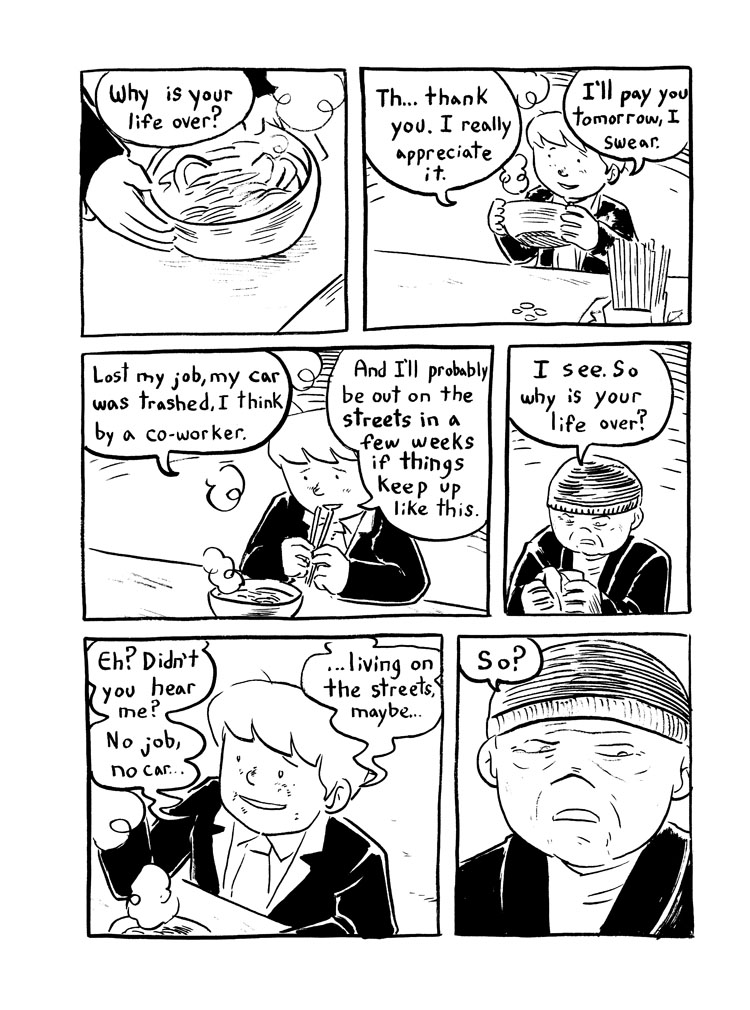 Why is your
life over?
Th... thank
you. I really
appreciate
it.
I'll pay you
tomorrow, I
swear.
Lost my job, my car
was trashed, I think
by a co-worker.
And I'll probably
be out on the
streets in a
few weeks
if things
keep up
like this.
I see. So
why is your
life over?
Eh? Didn't
you hear
me?
No job,
no car...
...living on
the streets,
maybe...
So?